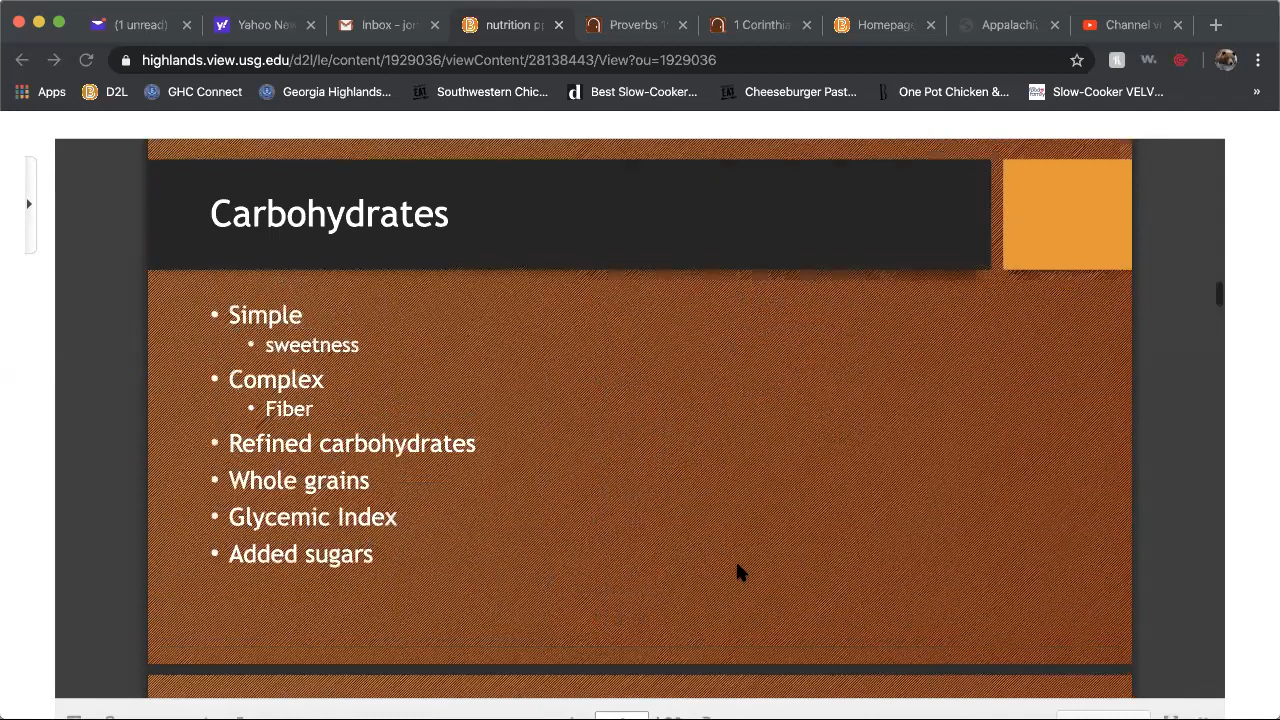 (1 unread)
Yahoo Ne
Inbox – jor
nutrition p
Proverbs 1
1 Corinthia
Homepage
Appalachi
Channel vi
highlands.view.usg.edu/d2l/le/content/1929036/viewContent/28138443/View?ou=1929036
Apps
D2L
GHC Connect
Georgia Highlands...
Southwestern Chic...
Best Slow-Cooker...
Cheeseburger Past...
One Pot Chicken &...
Slow-Cooker VELV...
»
Carbohydrates
• Simple
• sweetness
• Complex
• Fiber
• Refined carbohydrates
• Whole grains
• Glycemic Index
• Added sugars